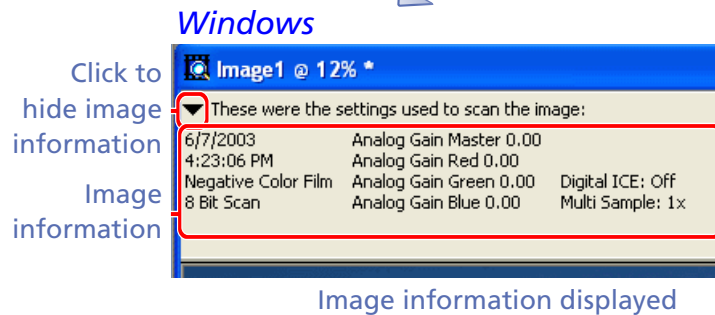 Windows
Click to
hide image
information
Image
information
Image1 @ 12% *
These were the settings used to scan the image:
6/7/2003 Analog Gain Master 0.00
4:23:06 PM Analog Gain Red 0.00
Negative Color Film Analog Gain Green 0.00 Digital ICE: Off
8 Bit Scan Analog Gain Blue 0.00 Multi Sample: 1x
Image information displayed